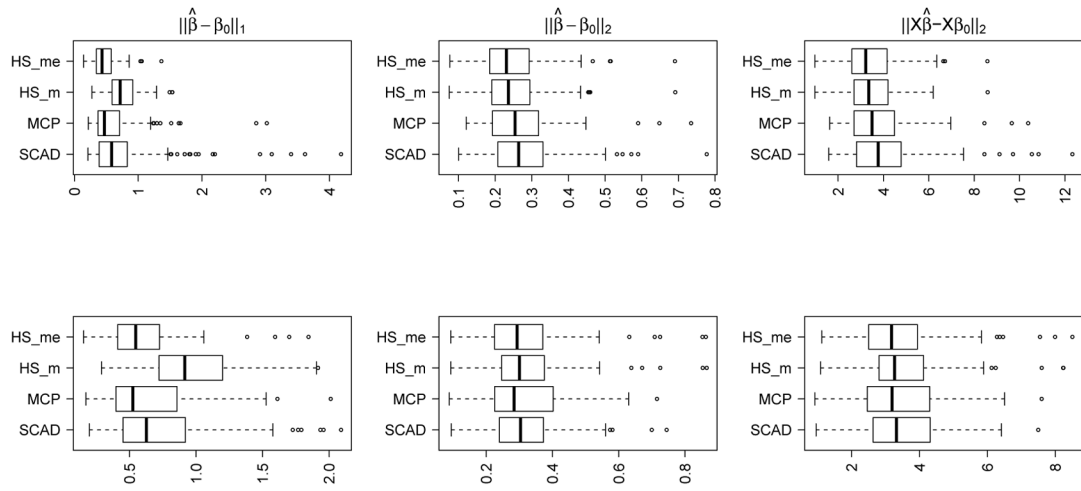 ||β̂ − β₀||₁
||β̂ − β₀||₂
||Xβ̂−Xβ₀||₂
HS_me
HS_m
MCP
SCAD
0 1 2 3 4
HS_me
HS_m
MCP
SCAD
0.1 0.2 0.3 0.4 0.5 0.6 0.7 0.8
HS_me
HS_m
MCP
SCAD
2 4 6 8 10 12
HS_me
HS_m
MCP
SCAD
0.5 1.0 1.5 2.0
HS_me
HS_m
MCP
SCAD
0.2 0.4 0.6 0.8
HS_me
HS_m
MCP
SCAD
2 4 6 8